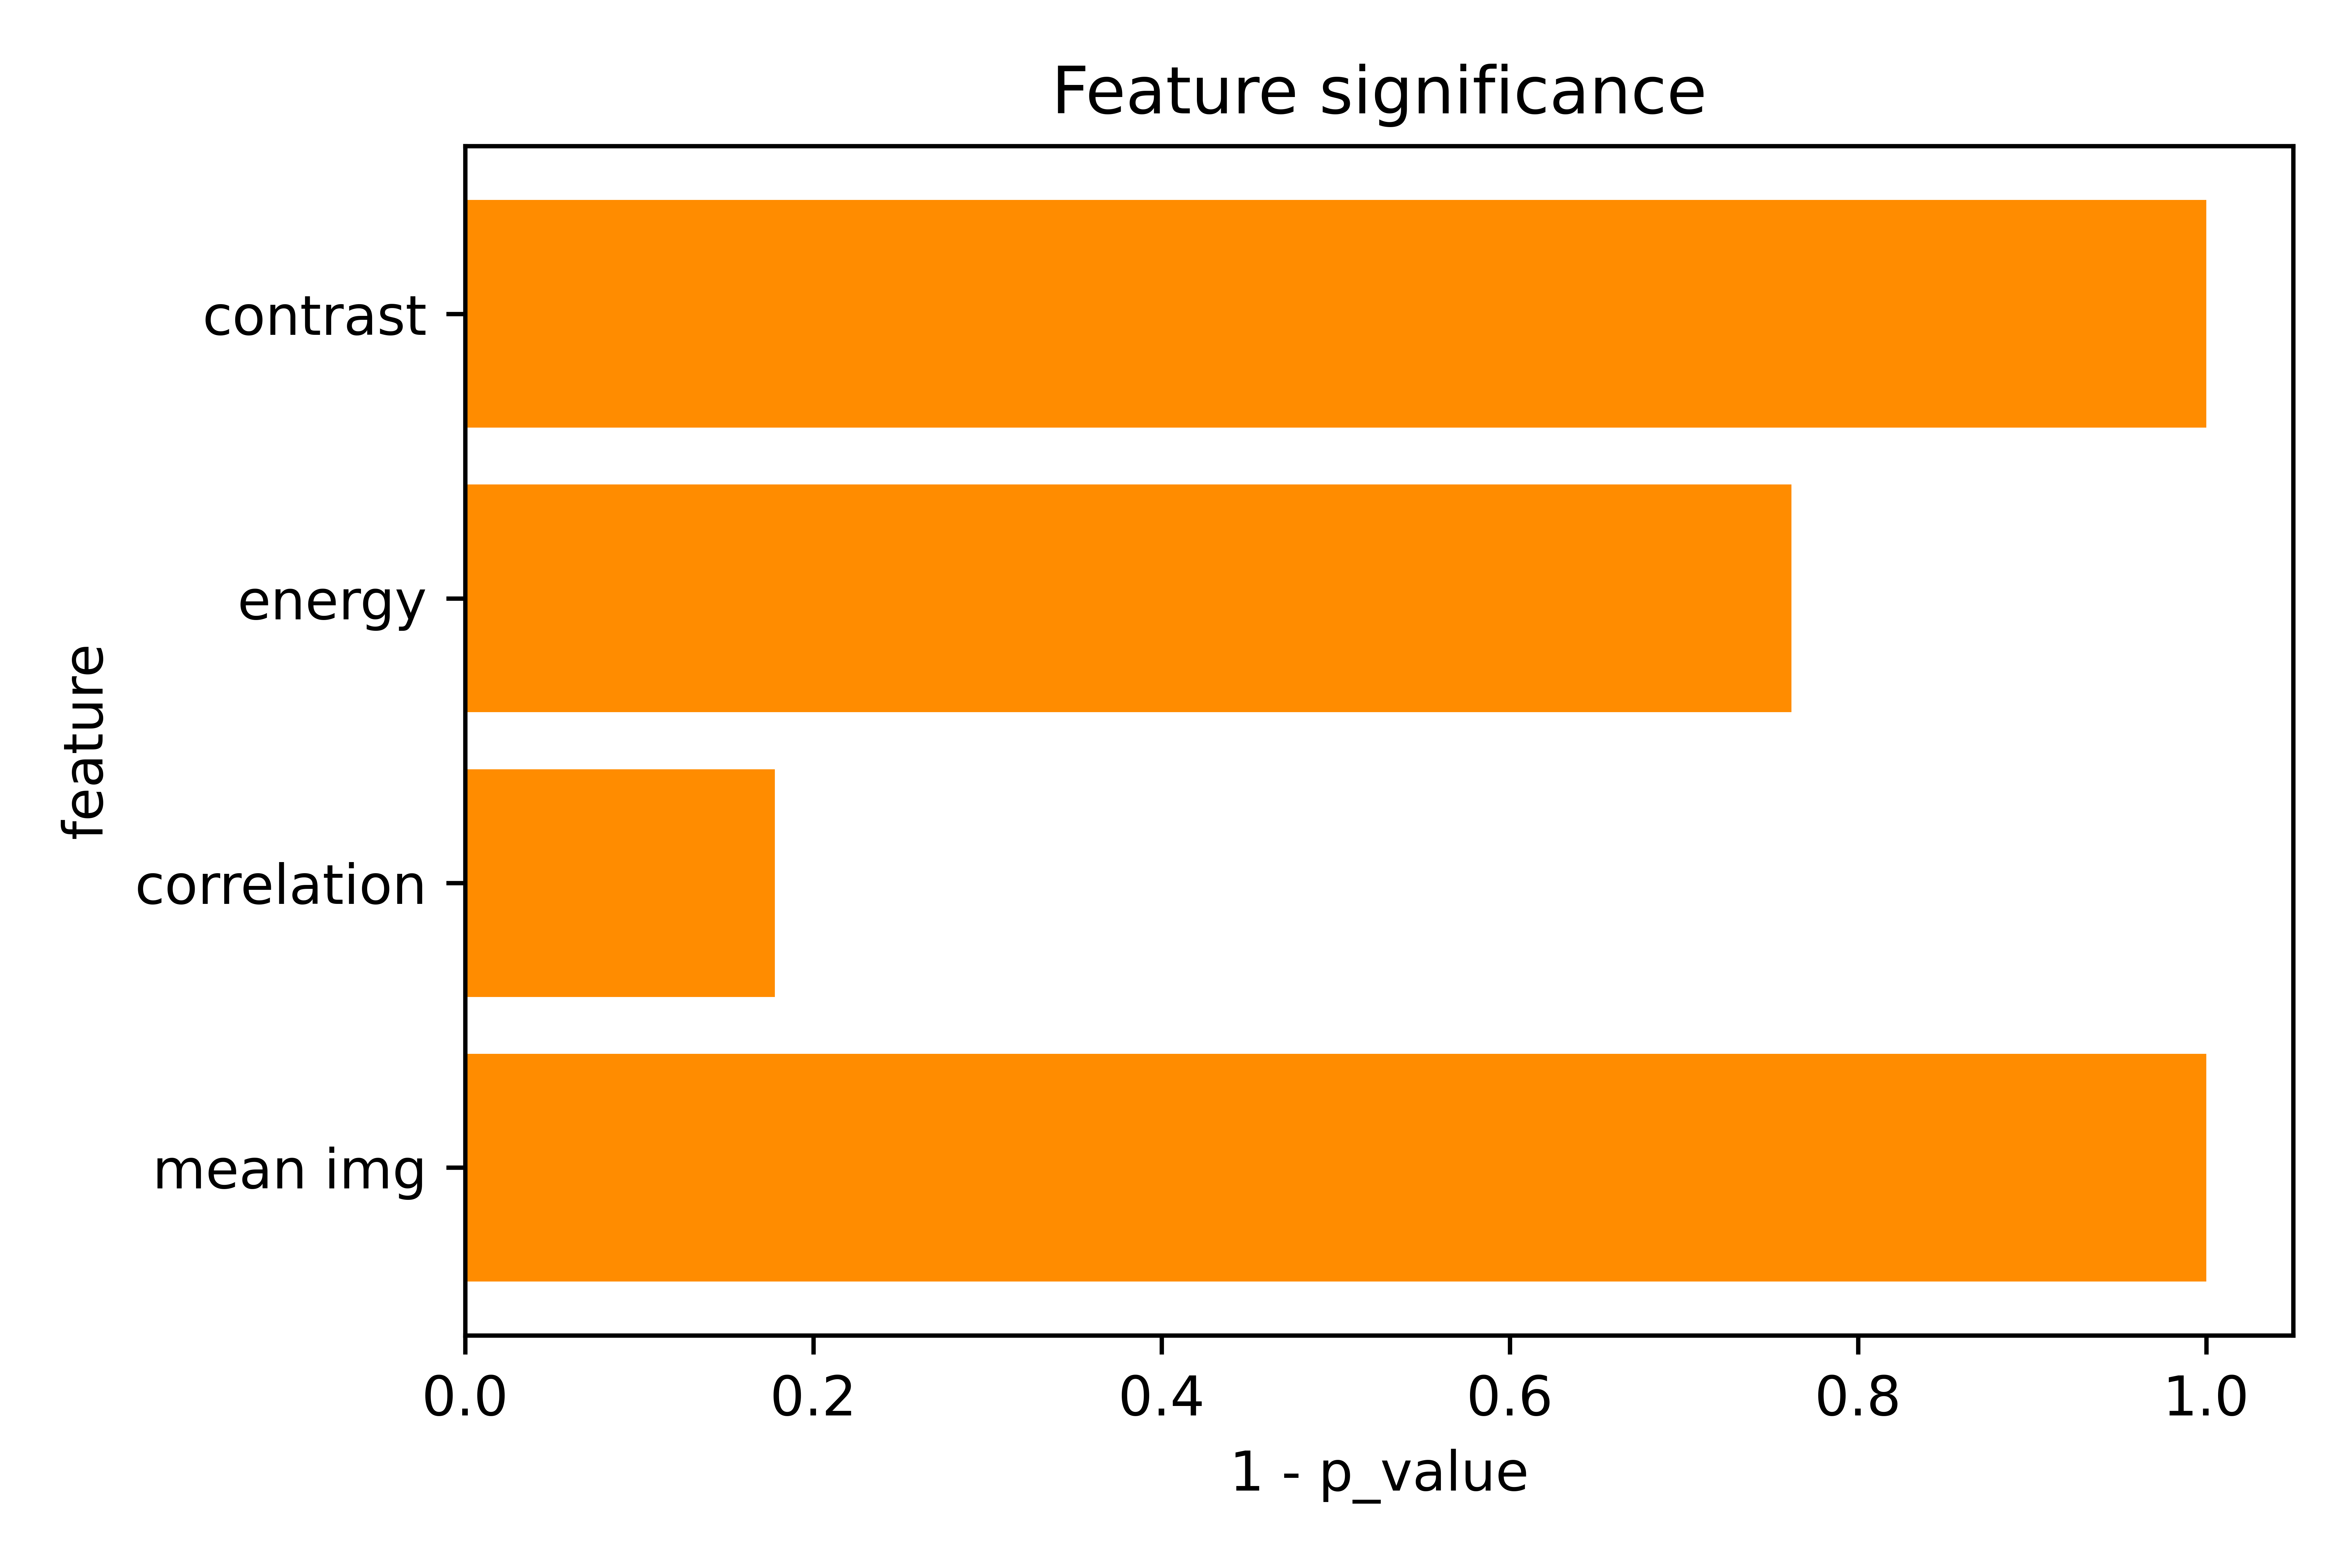 Feature significance
contrast
energy
correlation
mean img
feature
0.0 0.2 0.4 0.6 0.8 1.0
1 - p_value